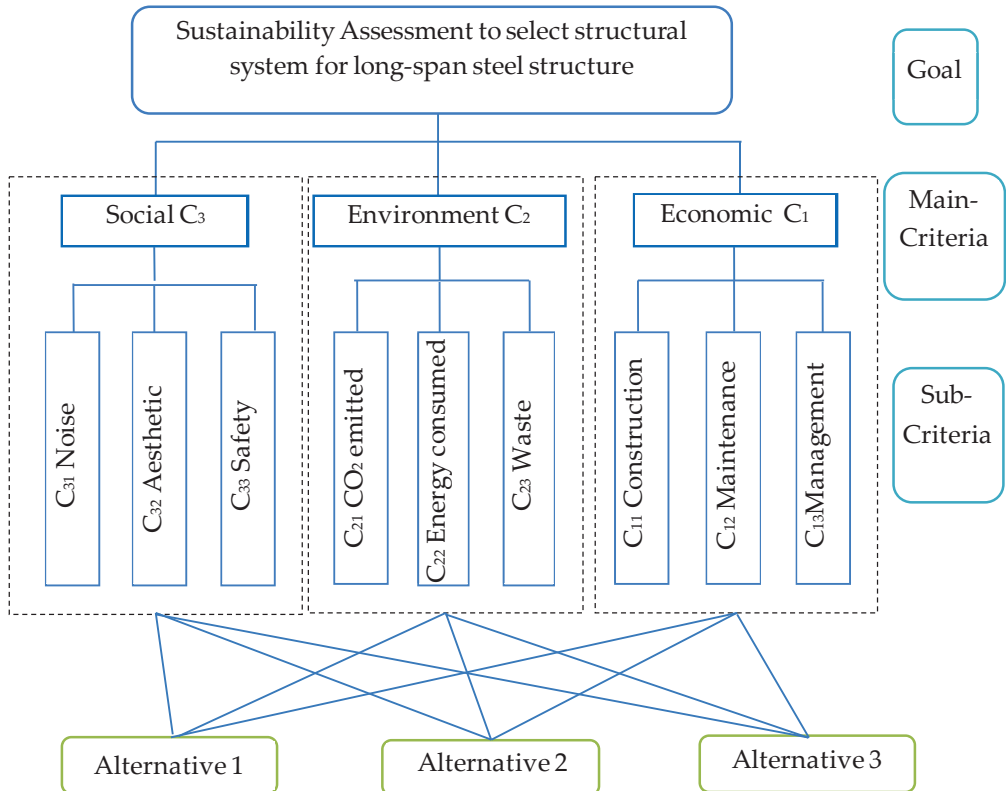 Sustainability Assessment to select structural
system for long-span steel structure
Goal
Social C₃
Environment C₂
Economic C₁
Main-
Criteria
C₃₁ Noise
C₃₂ Aesthetic
C₃₃ Safety
C₂₁ CO₂ emitted
C₂₂ Energy consumed
C₂₃ Waste
C₁₁ Construction
C₁₂ Maintenance
C₁₃Management
Sub-
Criteria
Alternative 1
Alternative 2
Alternative 3